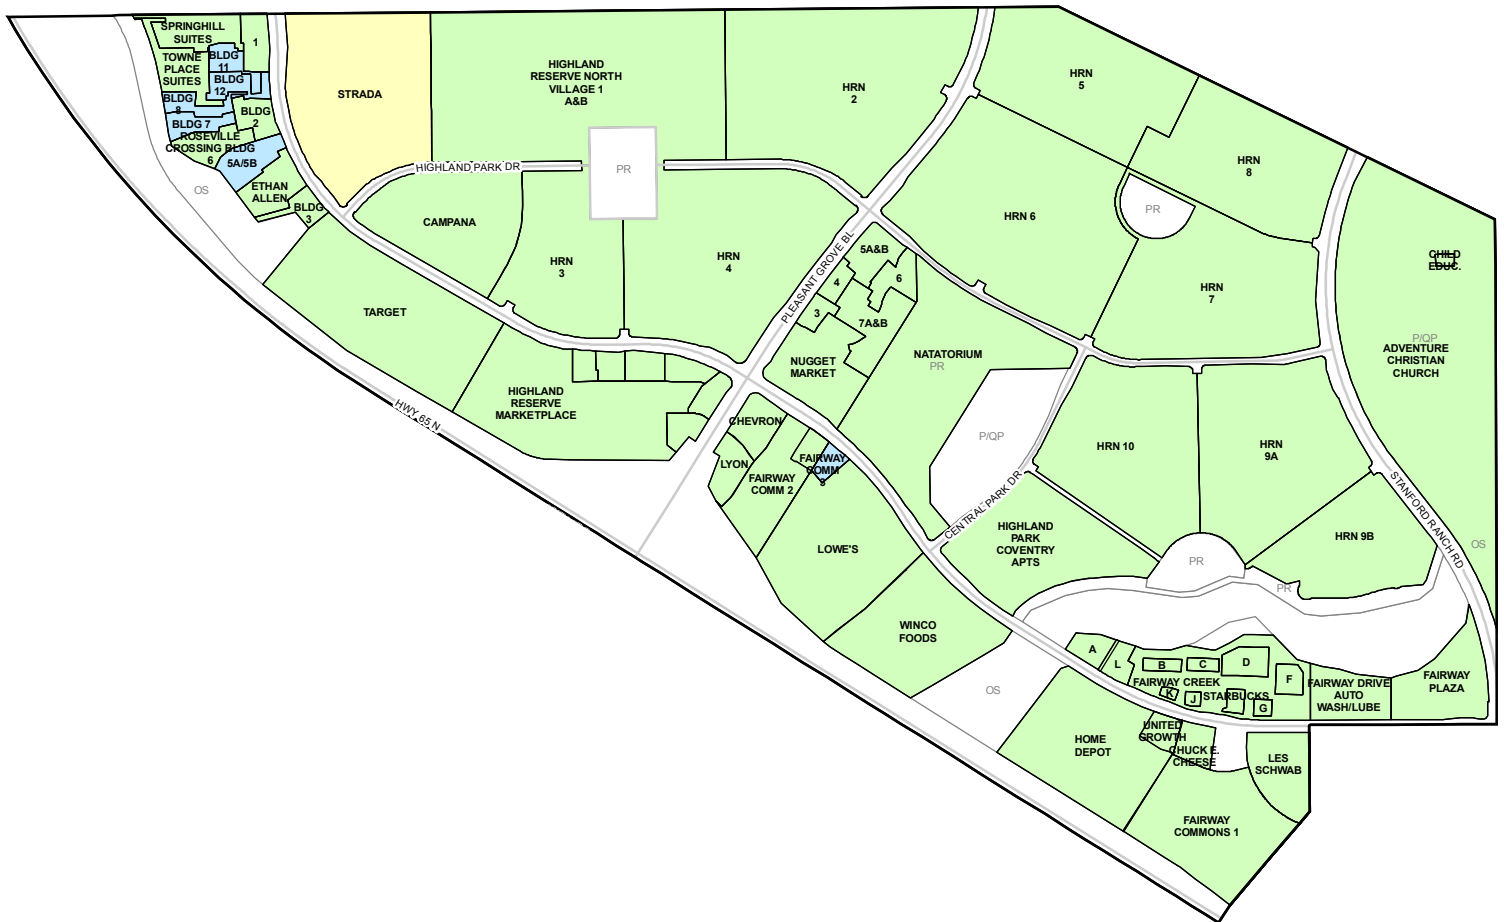 SPRINGHILL
SUITES
1
TOWNE
PLACE
SUITES
BLDG
11
BLDG
12
BLDG
8
BLDG 7
BLDG
2
ROSEVILLE
CROSSING BLDG
6
5A/5B
OS
ETHAN
ALLEN
BLDG
3
STRADA
HIGHLAND
RESERVE NORTH
VILLAGE 1
A&B
HRN
2
HRN
5
HRN
8
HIGHLAND PARK DR
PR
CAMPANA
HRN
3
HRN
4
PLEASANT GROVE BL
HRN 6
PR
HRN
7
CHILD
EDUC.
P/QP
ADVENTURE
CHRISTIAN
CHURCH
TARGET
5A&B
6
4
3
7A&B
NUGGET
MARKET
NATATORIUM
PR
HIGHLAND
RESERVE
MARKETPLACE
HWY 65 N
CHEVRON
LYON
FAIRWAY
COMM 2
FAIRWAY
COMM
3
P/QP
HRN 10
HRN
9A
HRN 9B
CENTRAL PARK DR
STANFORD RANCH RD
OS
LOWE'S
HIGHLAND
PARK
COVENTRY
APTS
PR
PR
WINCO
FOODS
OS
A
L
B
C
D
F
FAIRWAY CREEK
K
J
STARBUCKS
G
FAIRWAY DRIVE
AUTO
WASH/LUBE
FAIRWAY
PLAZA
HOME
DEPOT
UNITED
GROWTH
CHUCK E.
CHEESE
LES
SCHWAB
FAIRWAY
COMMONS 1